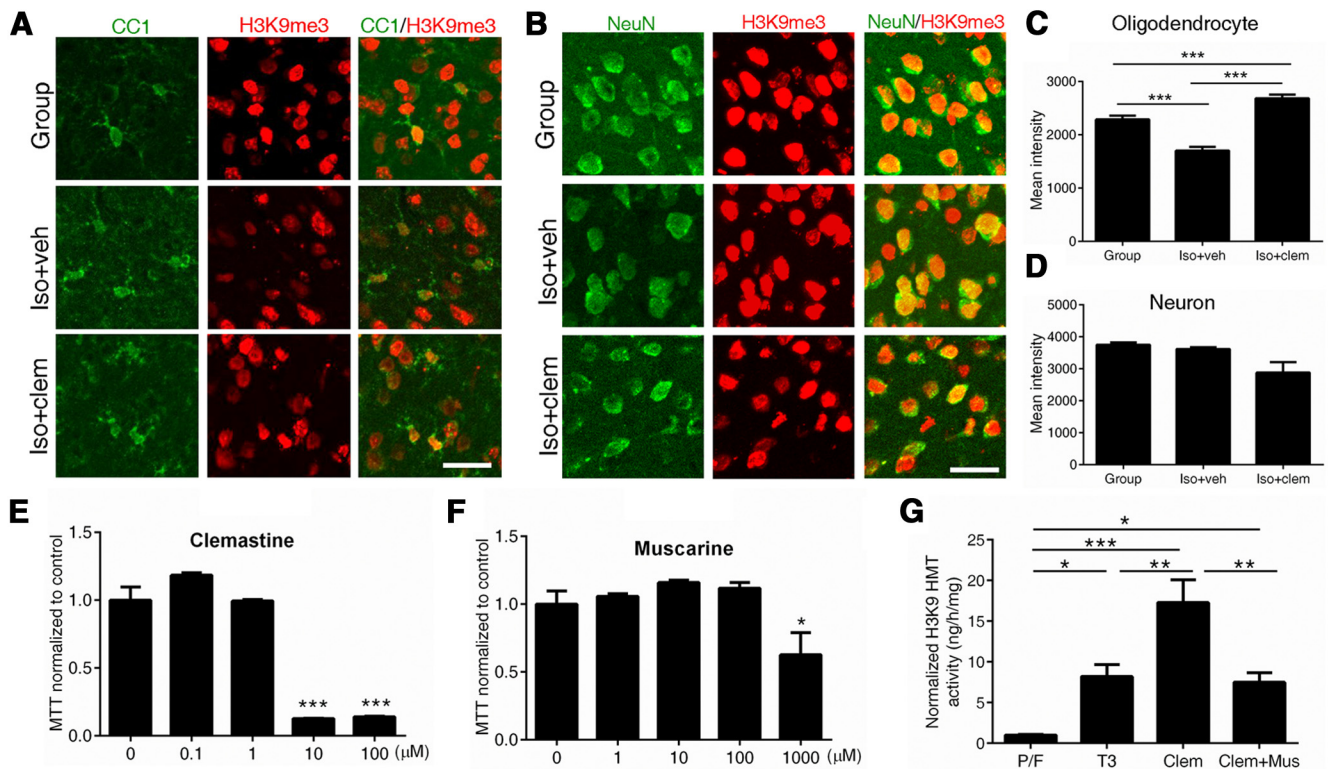 A
CC1
H3K9me3
CC1/H3K9me3
Group
Iso+veh
Iso+clem
B
NeuN
H3K9me3
NeuN/H3K9me3
Group
Iso+veh
Iso+clem
C
Oligodendrocyte
Mean intensity
3000
2000
1000
0
***
***
***
Group Iso+veh Iso+clem
D
Neuron
Mean intensity
5000
4000
3000
2000
1000
0
Group Iso+veh Iso+clem
E
Clemastine
MTT normalized to control
1.5
1.0
0.5
0.0
*** ***
0 0.1 1 10 100 (μM)
F
Muscarine
MTT normalized to control
1.5
1.0
0.5
0.0
*
0 1 10 100 1000 (μM)
G
Normalized H3K9 HMT
activity (ng/h/mg)
25
20
15
10
5
0
*
***
* ** **
P/F T3 Clem Clem+Mus